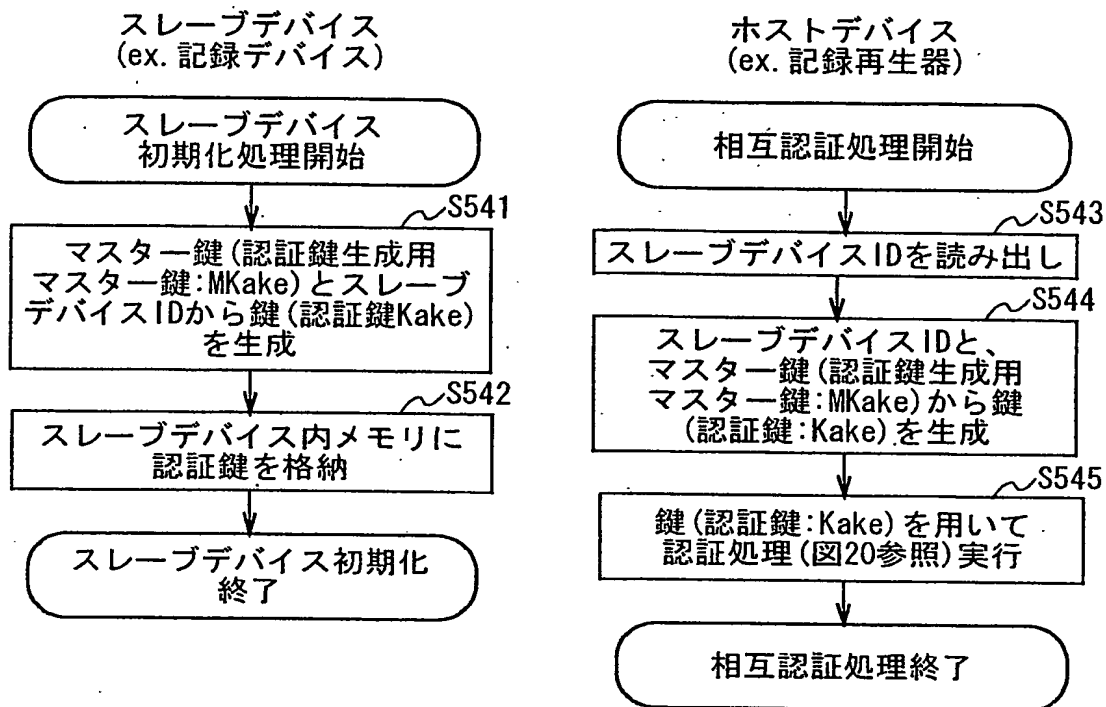 スレーブデバイス
(ex.記録デバイス)
スレーブデバイス
初期化処理開始
S541
マスター鍵(認証鍵生成用
マスター鍵:MKake)とスレーブ
デバイスIDから鍵(認証鍵Kake)
を生成
S542
スレーブデバイス内メモリに
認証鍵を格納
スレーブデバイス初期化
終了
ホストデバイス
(ex.記録再生器)
相互認証処理開始
S543
スレーブデバイスIDを読み出し
S544
スレーブデバイスIDと、
マスター鍵(認証鍵生成用
マスター鍵:MKake)から鍵
(認証鍵:Kake)を生成
S545
鍵(認証鍵:Kake)を用いて
認証処理(図20参照)実行
相互認証処理終了